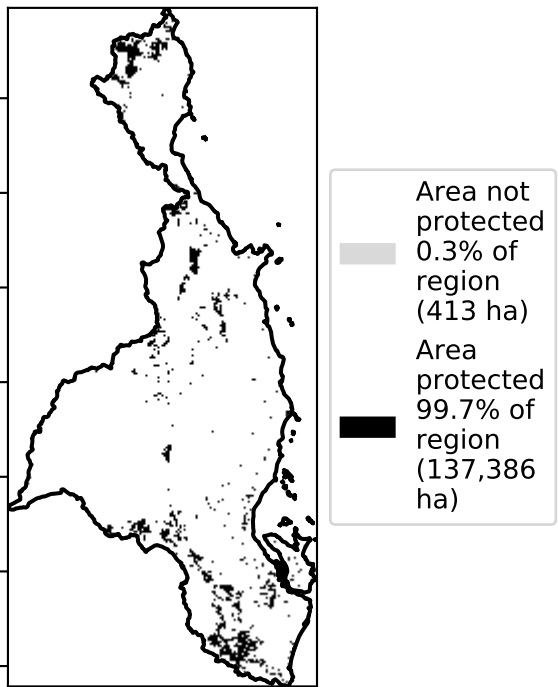 Area not
protected
0.3% of
region
(413 ha)
Area
protected
99.7% of
region
(137,386
ha)